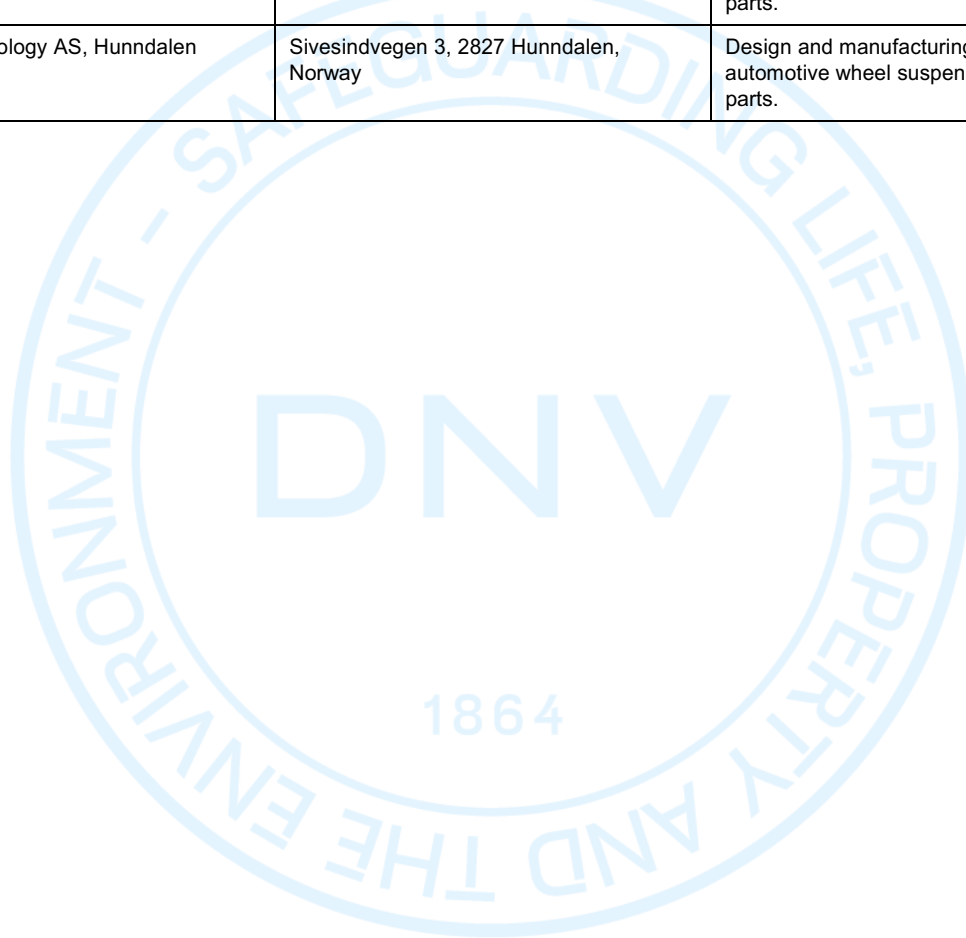 parts.
ology AS, Hunndalen
Sivesindvegen 3, 2827 Hunndalen,
Norway
Design and manufacturing
automotive wheel suspen
parts.
SAFEGUARDING LIFE, PROPERTY AND THE ENVIRONMENT -
DNV
1864